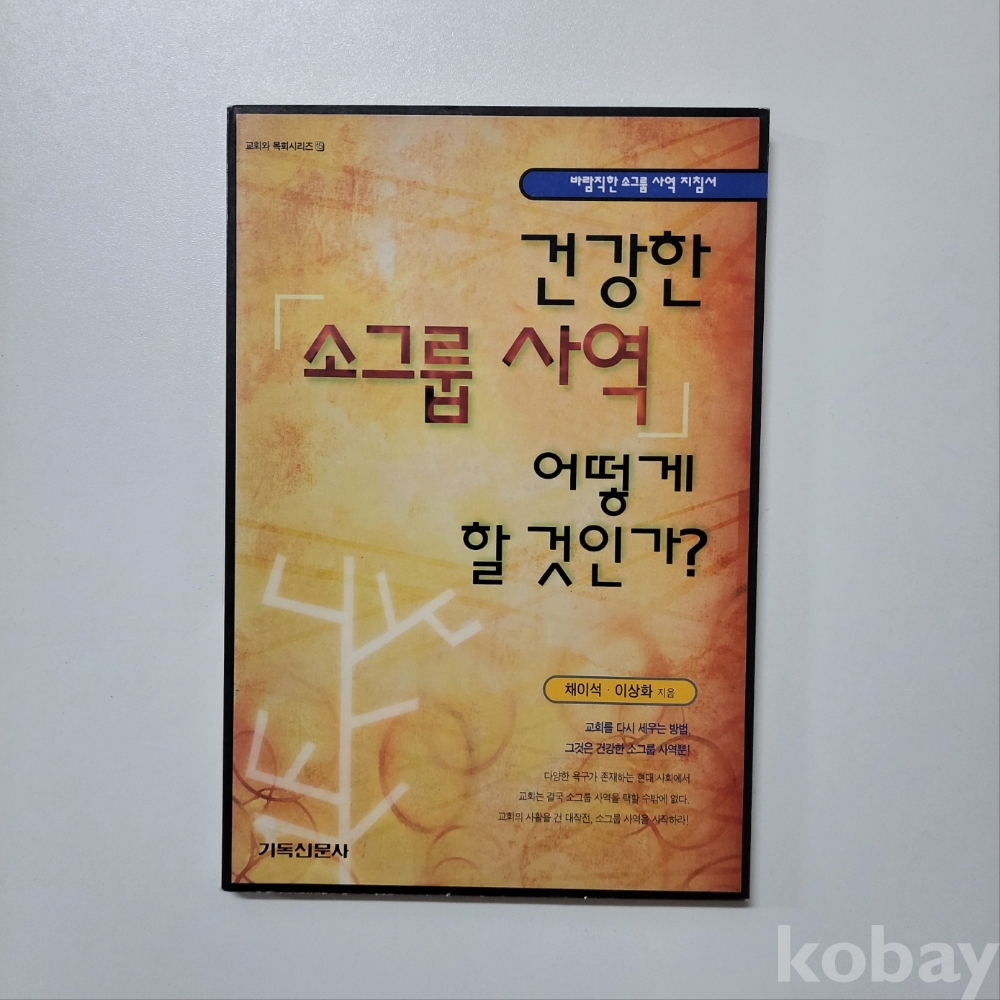 교회와 목회시리즈
바람직한 소그룹 사역 지침서
건강한
「소그룹 사역」
어떻게
할 것인가?
채이석 · 이상화 지음
교회를 다시 세우는 방법,
그것은 건강한 소그룹 사역뿐!
다양한 욕구가 존재하는 현대 사회에서
교회는 결국 소그룹 사역을 택할 수밖에 없다.
교회의 사활을 건 대작전, 소그룹 사역을 시작하라!
기독신문사
kobay